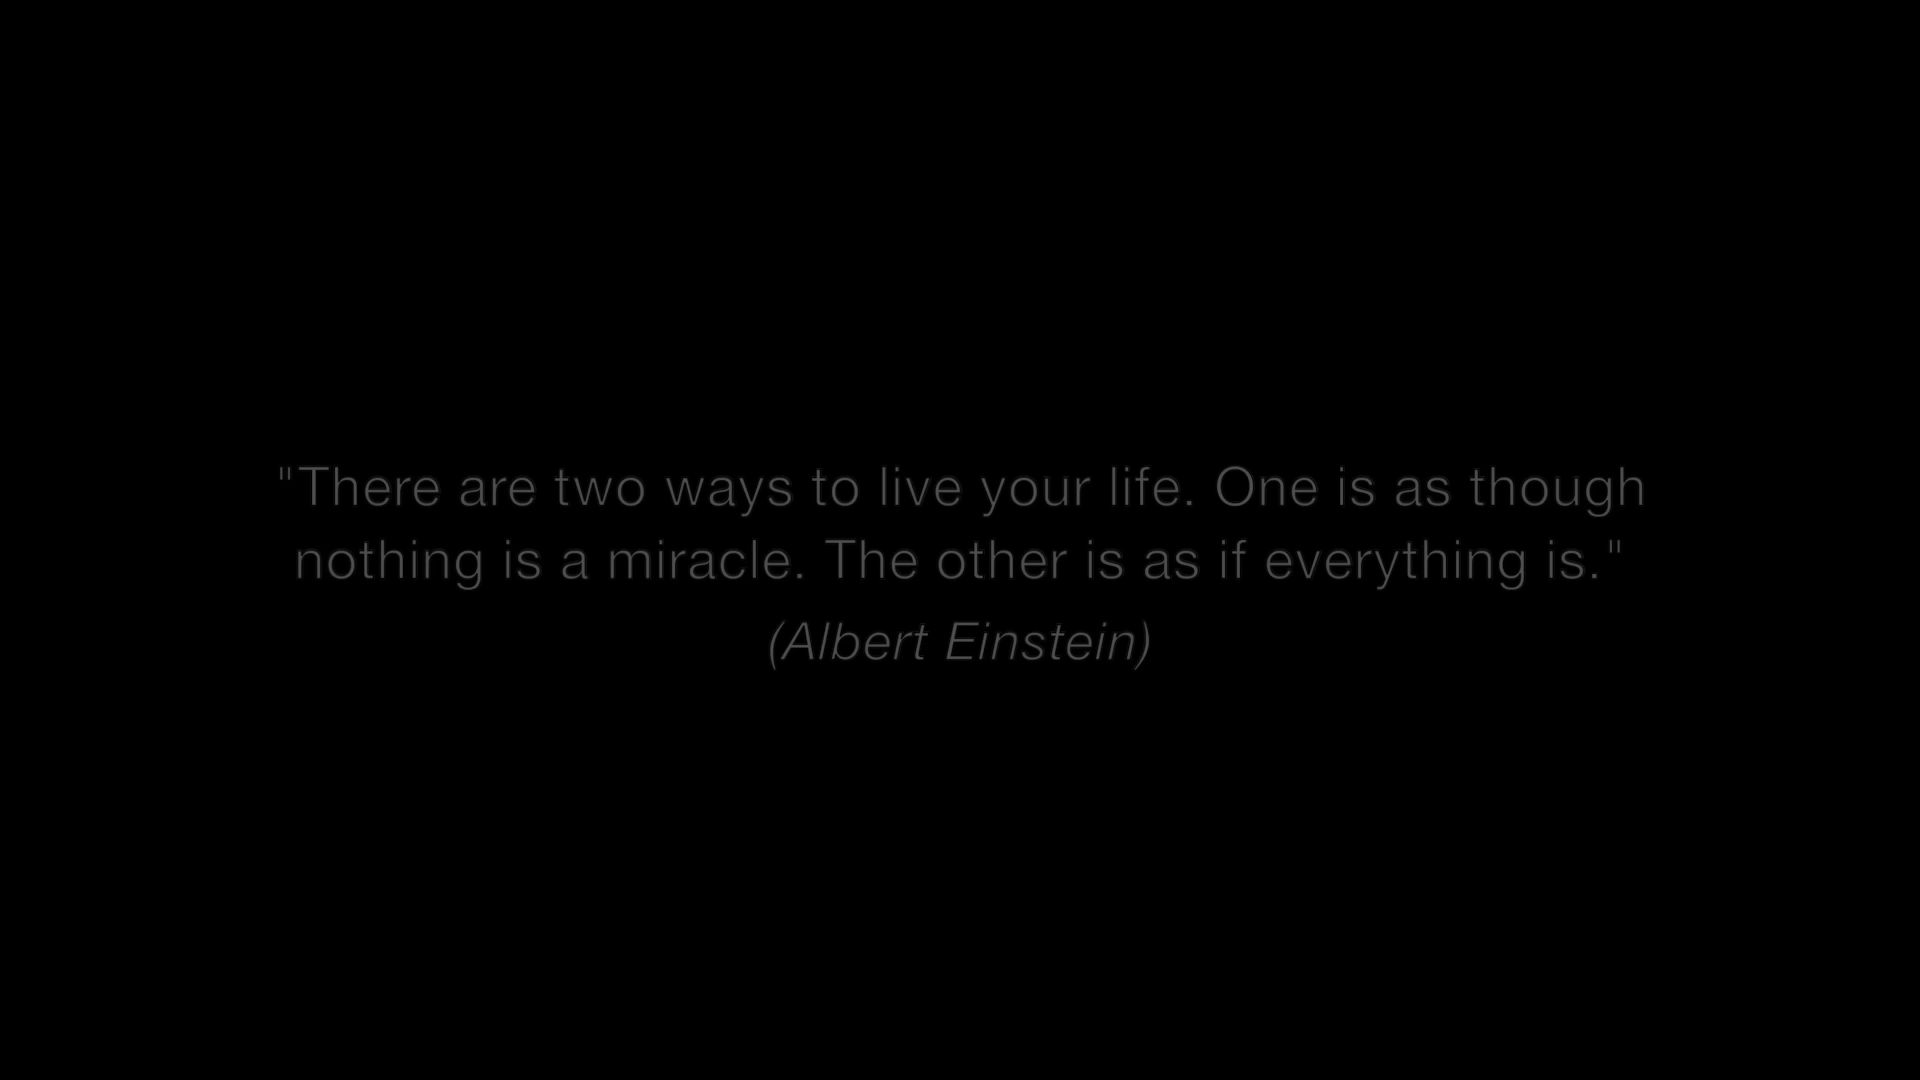 "There are two ways to live your life. One is as though
nothing is a miracle. The other is as if everything is."
(Albert Einstein)